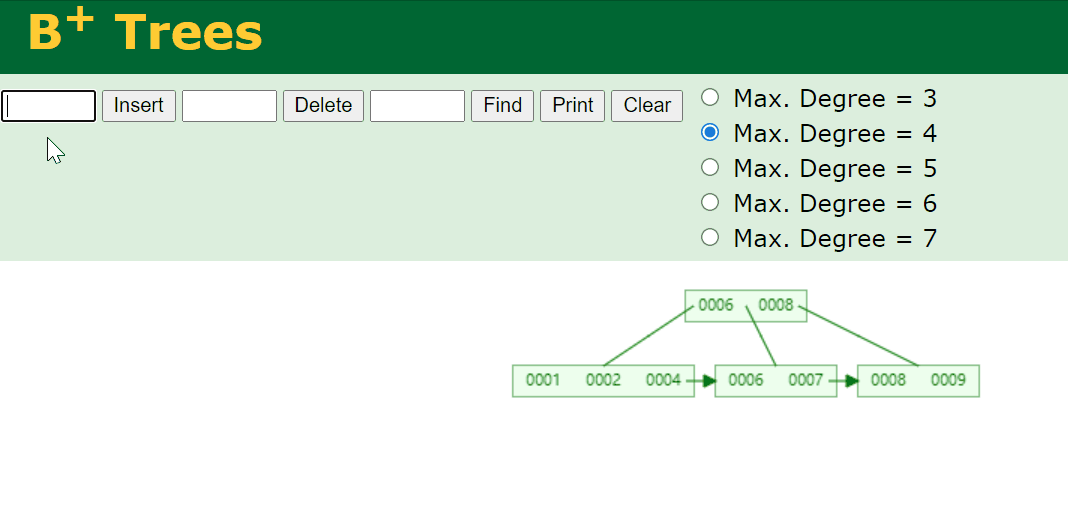 B+ Trees
Insert Delete Find Print Clear
Max. Degree = 3
Max. Degree = 4
Max. Degree = 5
Max. Degree = 6
Max. Degree = 7
0006 0008
0001 0002 0004 0006 0007 0008 0009